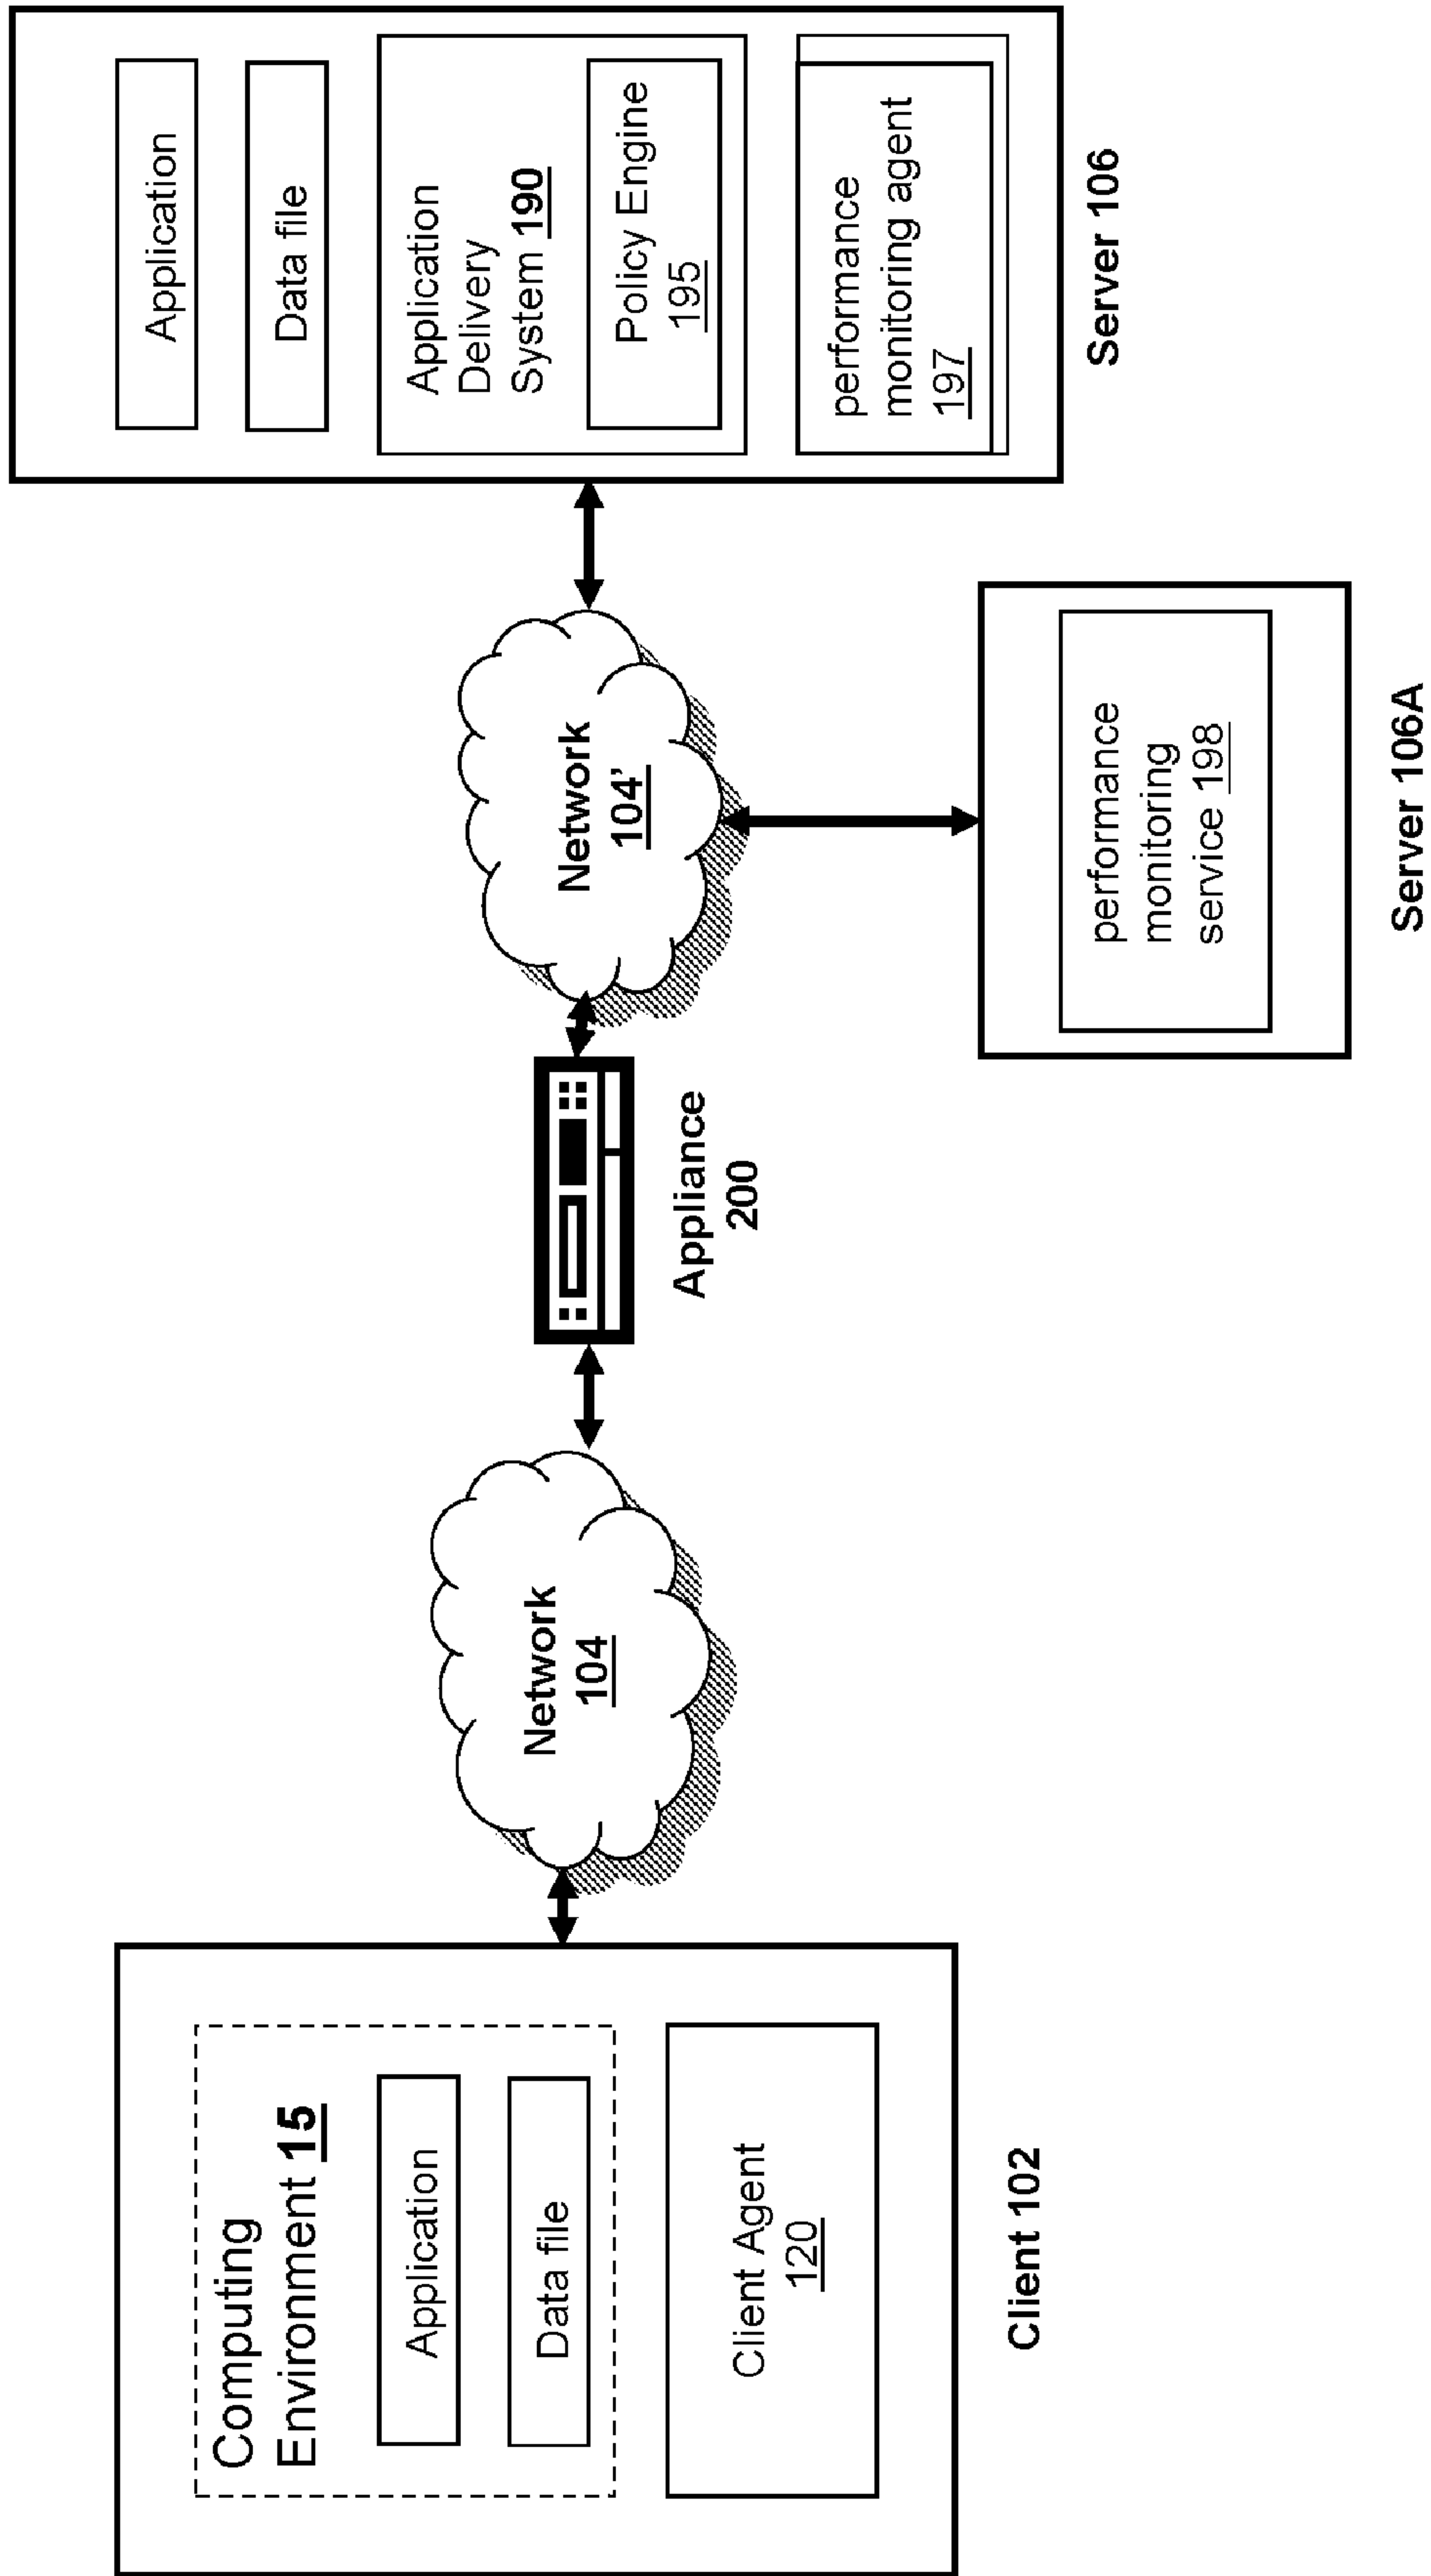 Computing
Environment 15
Application
Data file
Client Agent
120
Client 102
Network
104
Appliance
200
Network
104'
performance
monitoring
service 198
Server 106A
Application
Data file
Application
Delivery
System 190
Policy Engine
195
performance
monitoring agent
197
Server 106